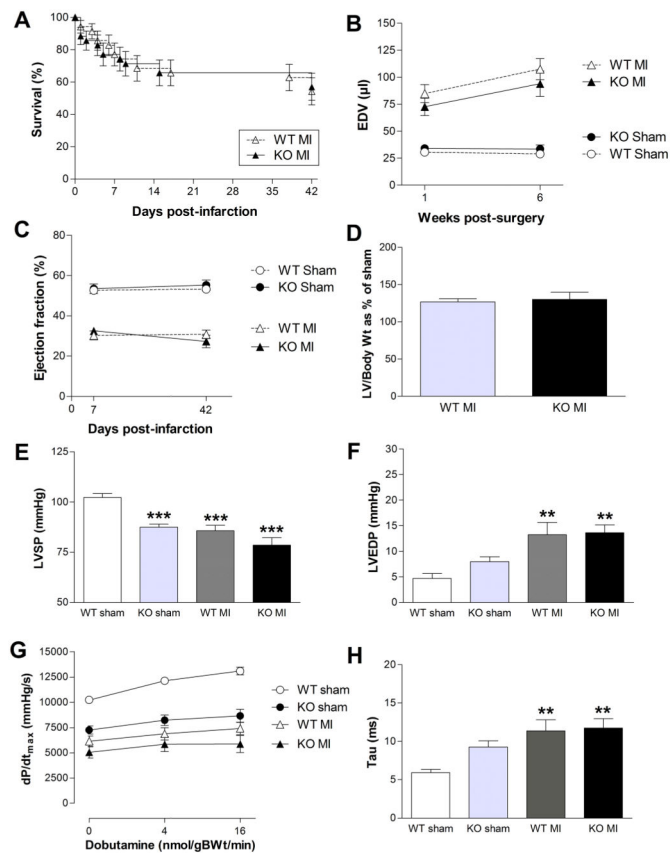 A
Survival (%)
100
80
60
40
20
0
WT MI
KO MI
0 7 14 21 28 35 42
Days post-infarction
B
EDV (µl)
150
125
100
75
50
25
0
WT MI
KO MI
KO Sham
WT Sham
1 6
Weeks post-surgery
C
Ejection fraction (%)
80
60
40
20
0
WT Sham
KO Sham
WT MI
KO MI
0 7 42
Days post-infarction
D
LV/Body Wt as % of sham
200
150
100
50
0
WT MI KO MI
E
LVSP (mmHg)
125
100
75
50
*** *** ***
WT sham KO sham WT MI KO MI
F
LVEDP (mmHg)
30
25
20
15
10
5
0
** **
WT sham KO sham WT MI KO MI
G
dP/dtmax (mmHg/s)
15000
12500
10000
7500
5000
2500
0
WT sham
KO sham
WT MI
KO MI
0 4 16
Dobutamine (nmol/gBWt/min)
H
Tau (ms)
20
15
10
5
0
** **
WT sham KO sham WT MI KO MI